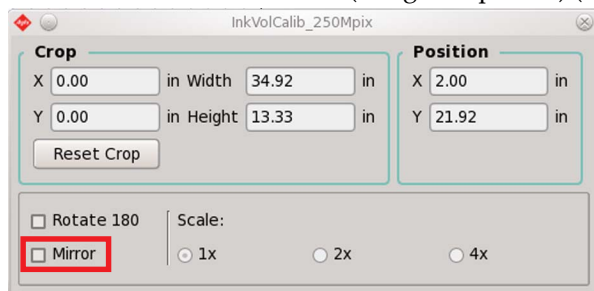 InkVolCalib_250Mpix
Crop Position
X 0.00 in Width 34.92 in X 2.00 in
Y 0.00 in Height 13.33 in Y 21.92 in
Reset Crop
Rotate 180 Scale:
Mirror 1x 2x 4x